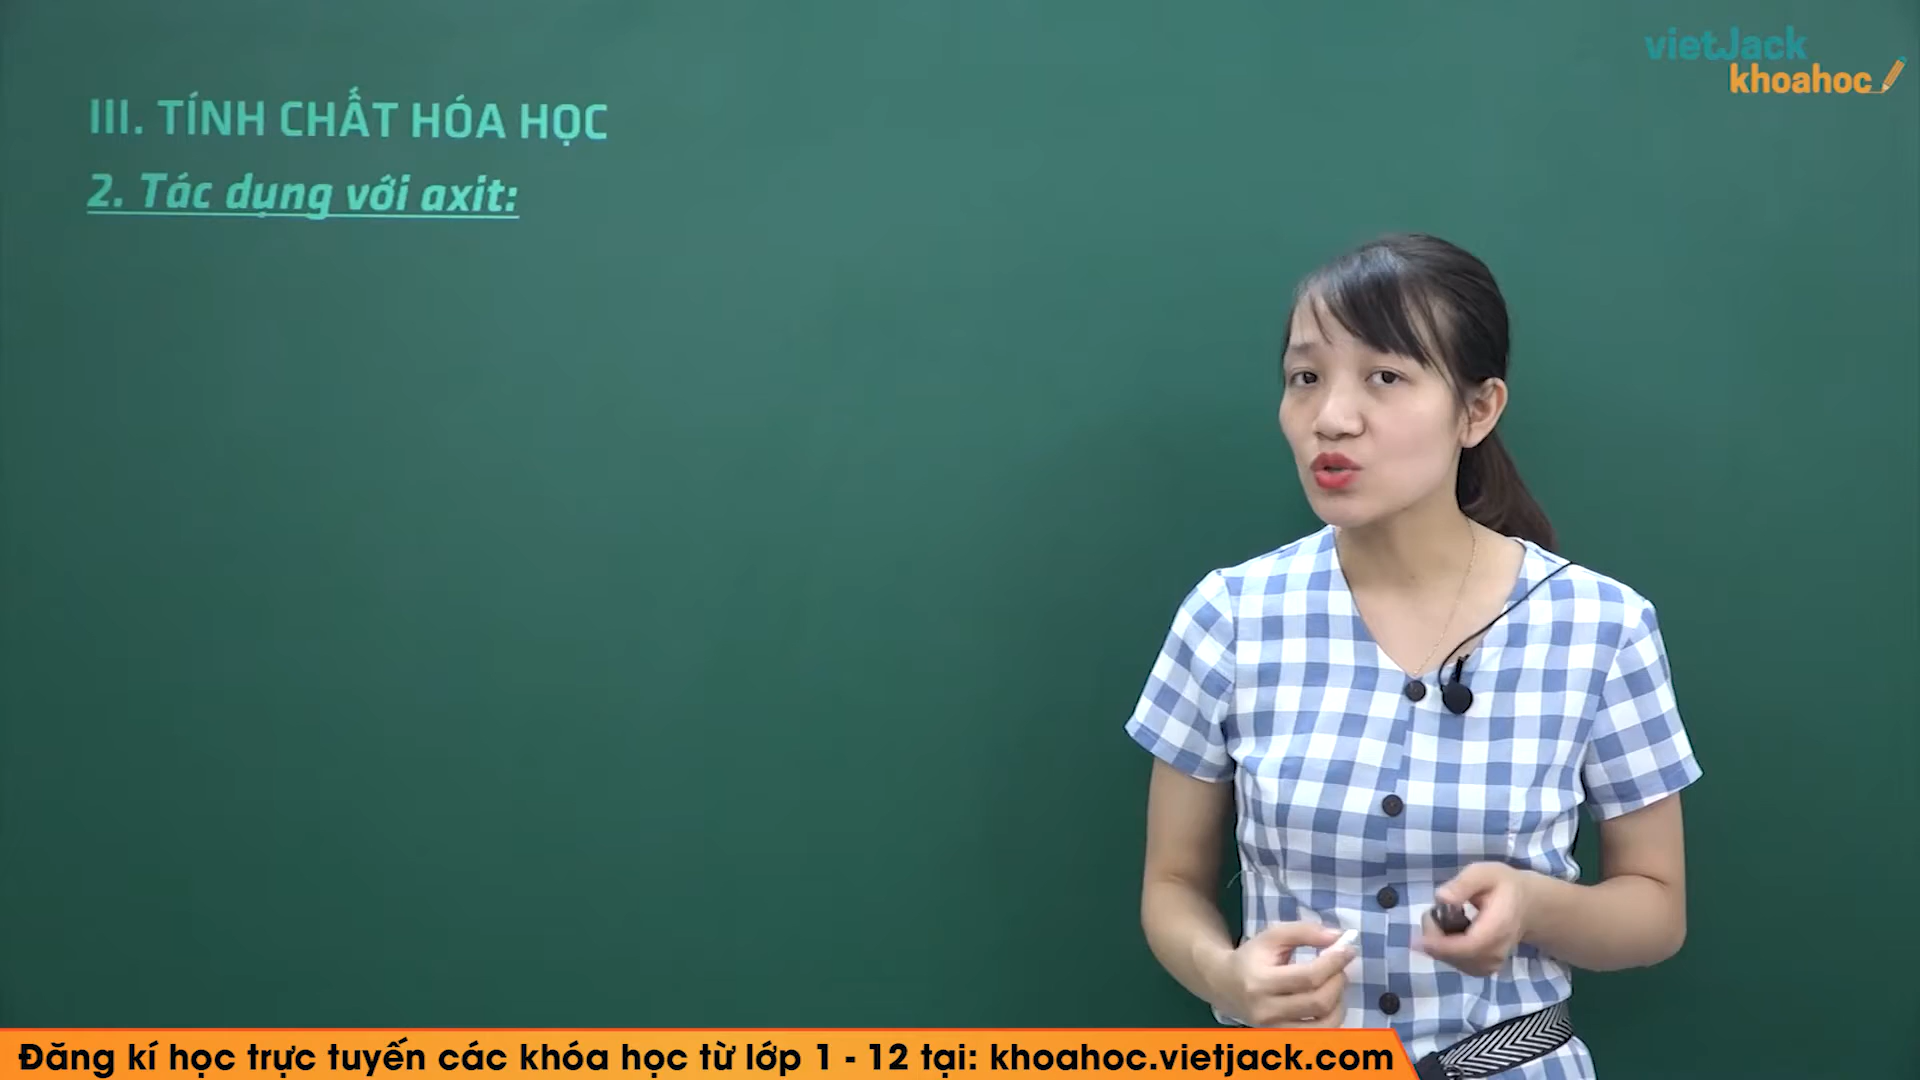 vietJack
khoahoc
III. TÍNH CHẤT HÓA HỌC
2. Tác dụng với axit:
Đăng kí học trực tuyến các khóa học từ lớp 1 - 12 tại: khoahoc.vietjack.com